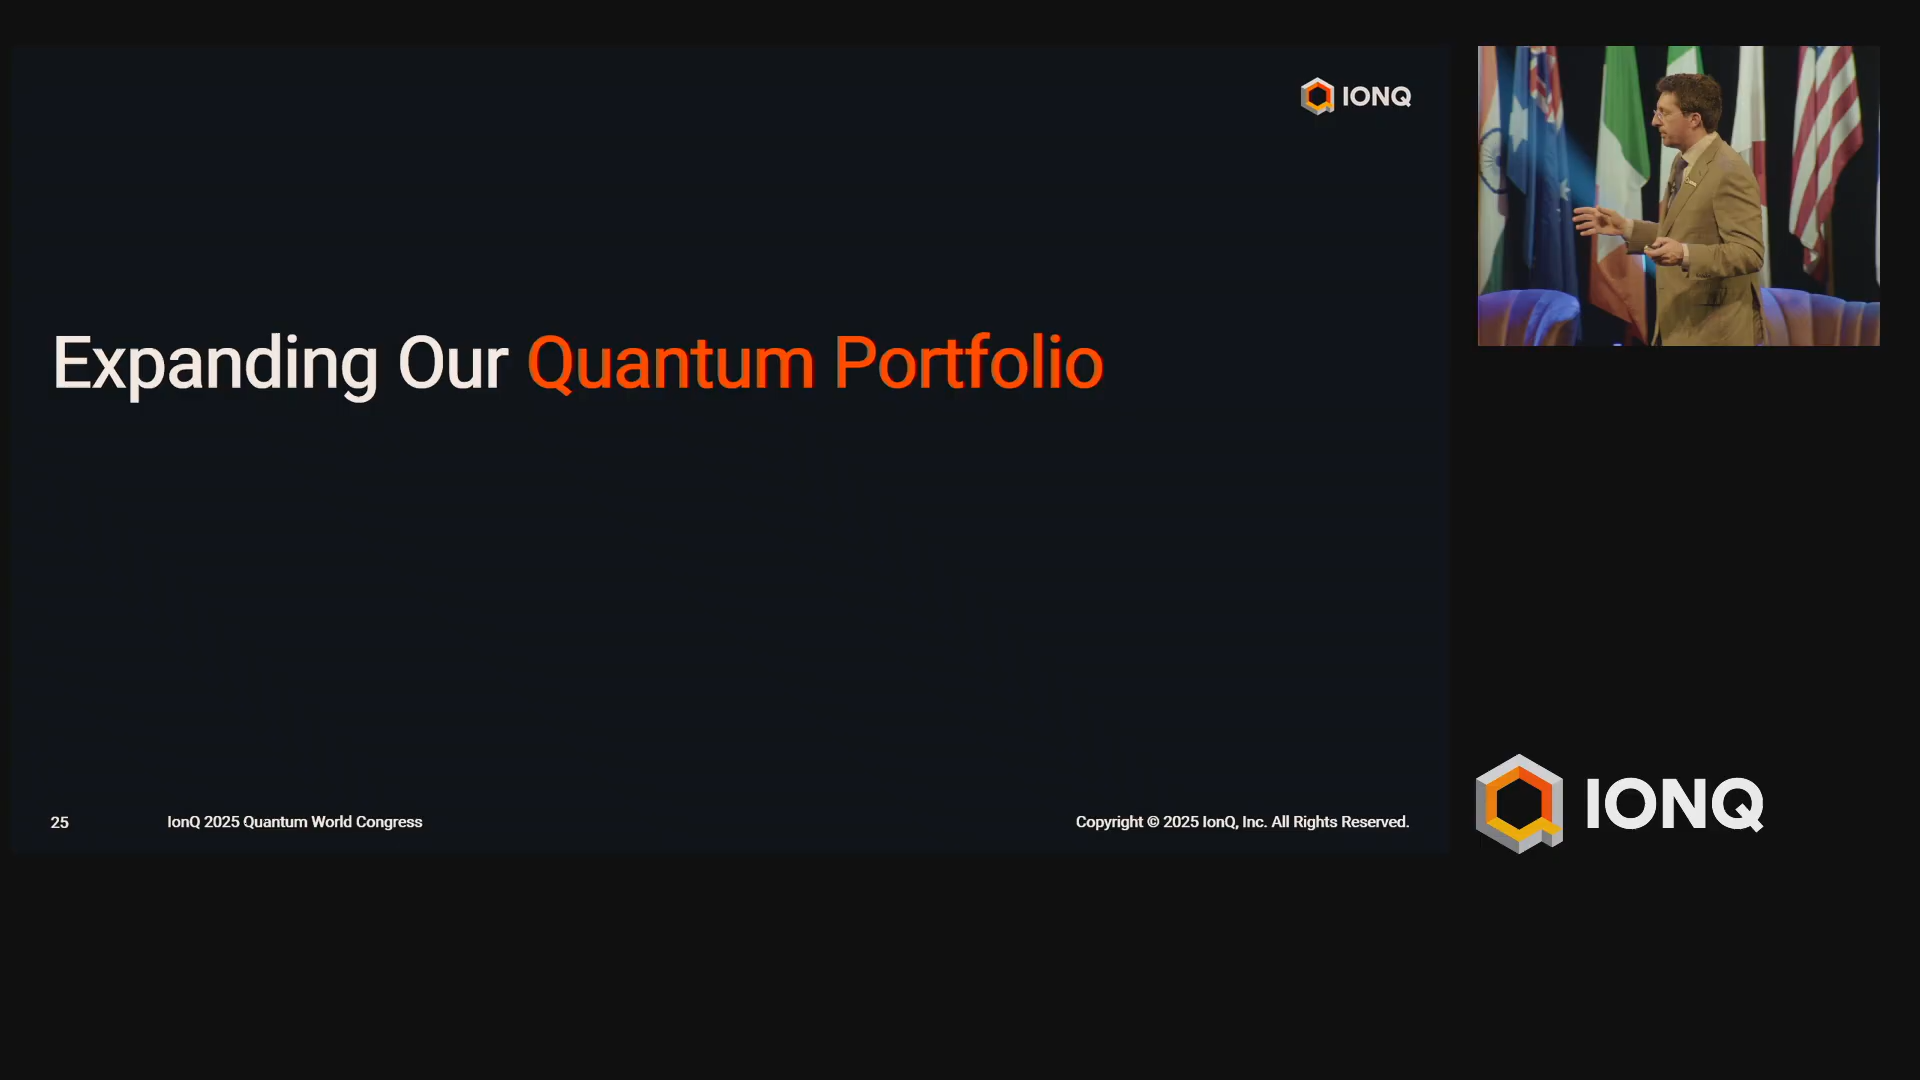 IONQ
Expanding Our Quantum Portfolio
25
IonQ 2025 Quantum World Congress
Copyright © 2025 IonQ, Inc. All Rights Reserved.
IONQ